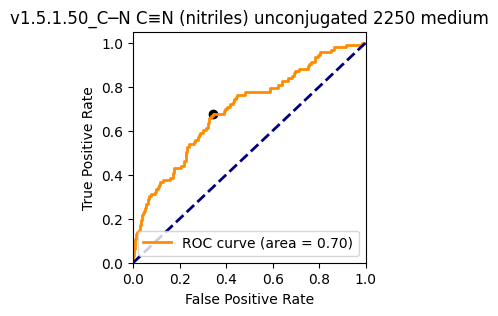 v1.5.1.50_C─N C≡N (nitriles) unconjugated 2250 medium
1.0
0.8
0.6
0.4
0.2
0.0
True Positive Rate
ROC curve (area = 0.70)
0.0 0.2 0.4 0.6 0.8 1.0
False Positive Rate